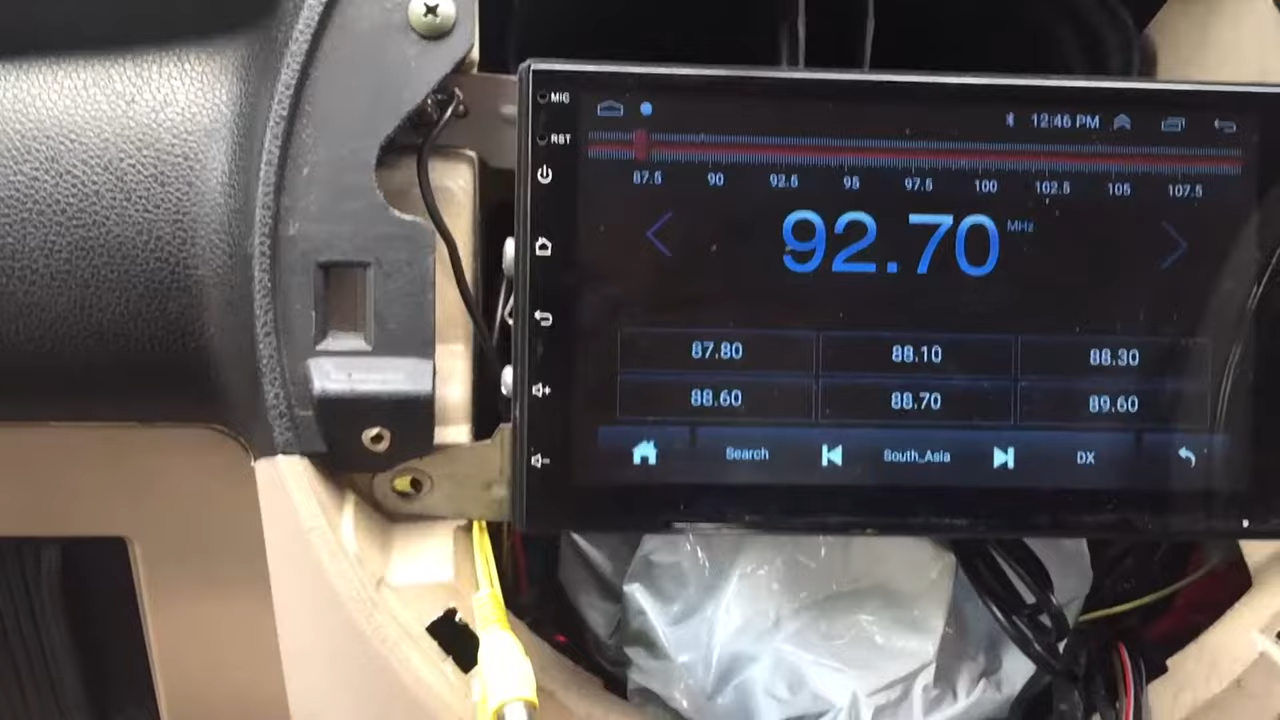 MIC
12:46 PM
RST
87.5 90 92.5 95 97.5 100 102.5 105 107.5
92.70 MHz
87.80 88.10 88.30
88.60 88.70 89.60
Search South_Asia DX